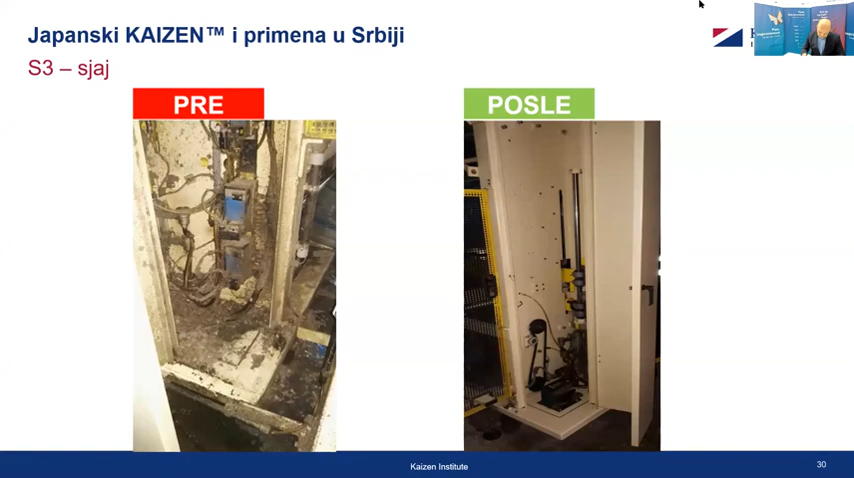 Japanski KAIZEN™ i primena u Srbiji
S3 – sjaj
PRE
POSLE
Kaizen Institute
30